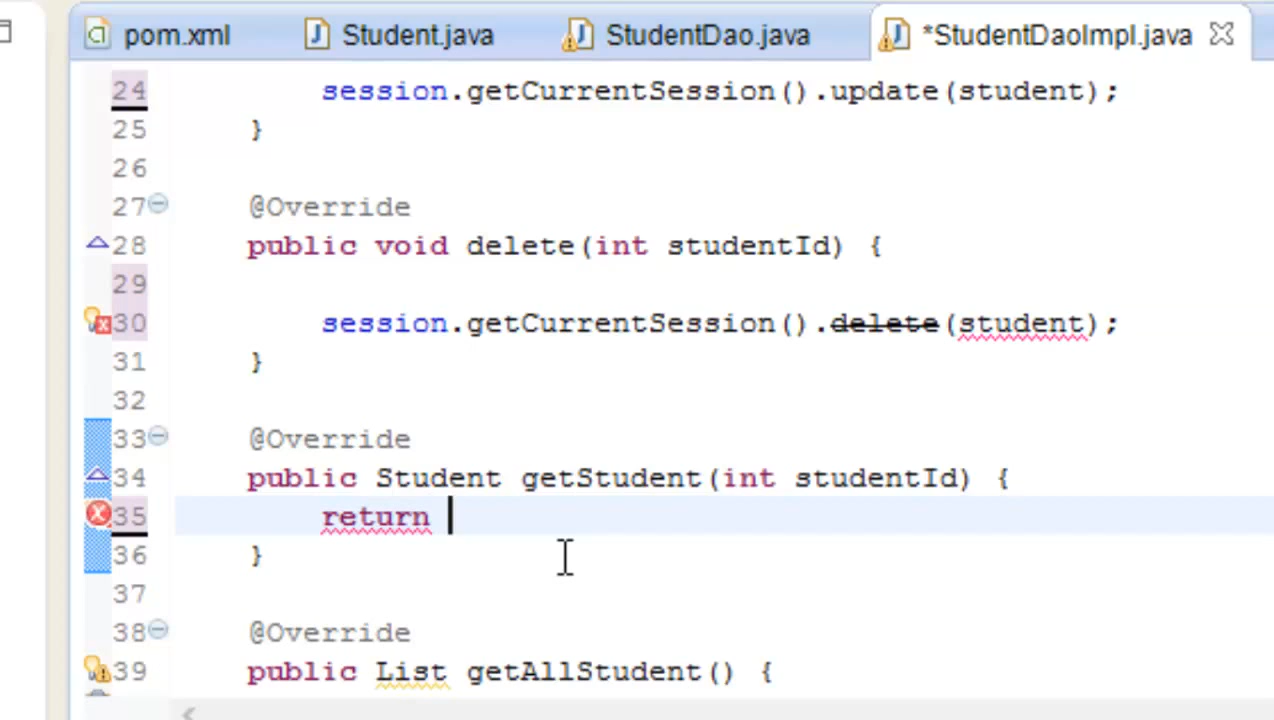 pom.xml Student.java StudentDao.java *StudentDaoImpl.java
24 session.getCurrentSession().update(student);
25 }
26
27 @Override
28 public void delete(int studentId) {
29
30 session.getCurrentSession().delete(student);
31 }
32
33 @Override
34 public Student getStudent(int studentId) {
35 return
36 }
37
38 @Override
39 public List getAllStudent() {